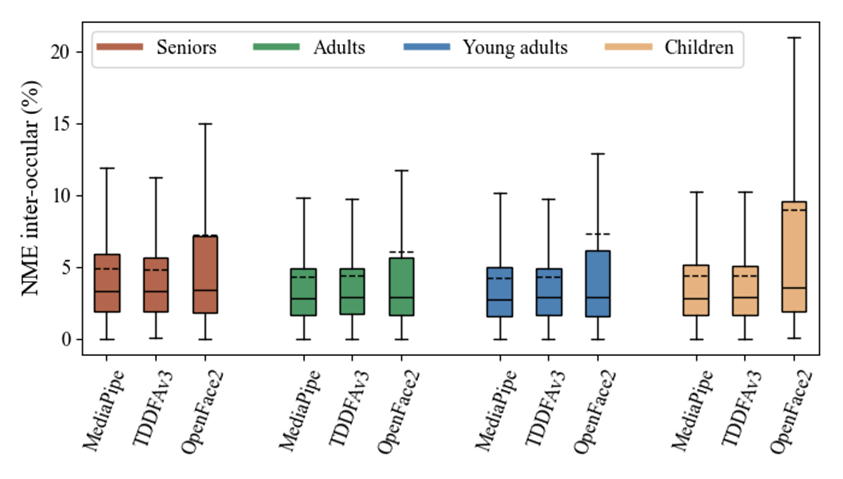 NME inter-occular (%)
20
15
10
5
0
Seniors Adults Young adults Children
MediaPipe TDDFAv3 OpenFace2 MediaPipe TDDFAv3 OpenFace2 MediaPipe TDDFAv3 OpenFace2 MediaPipe TDDFAv3 OpenFace2